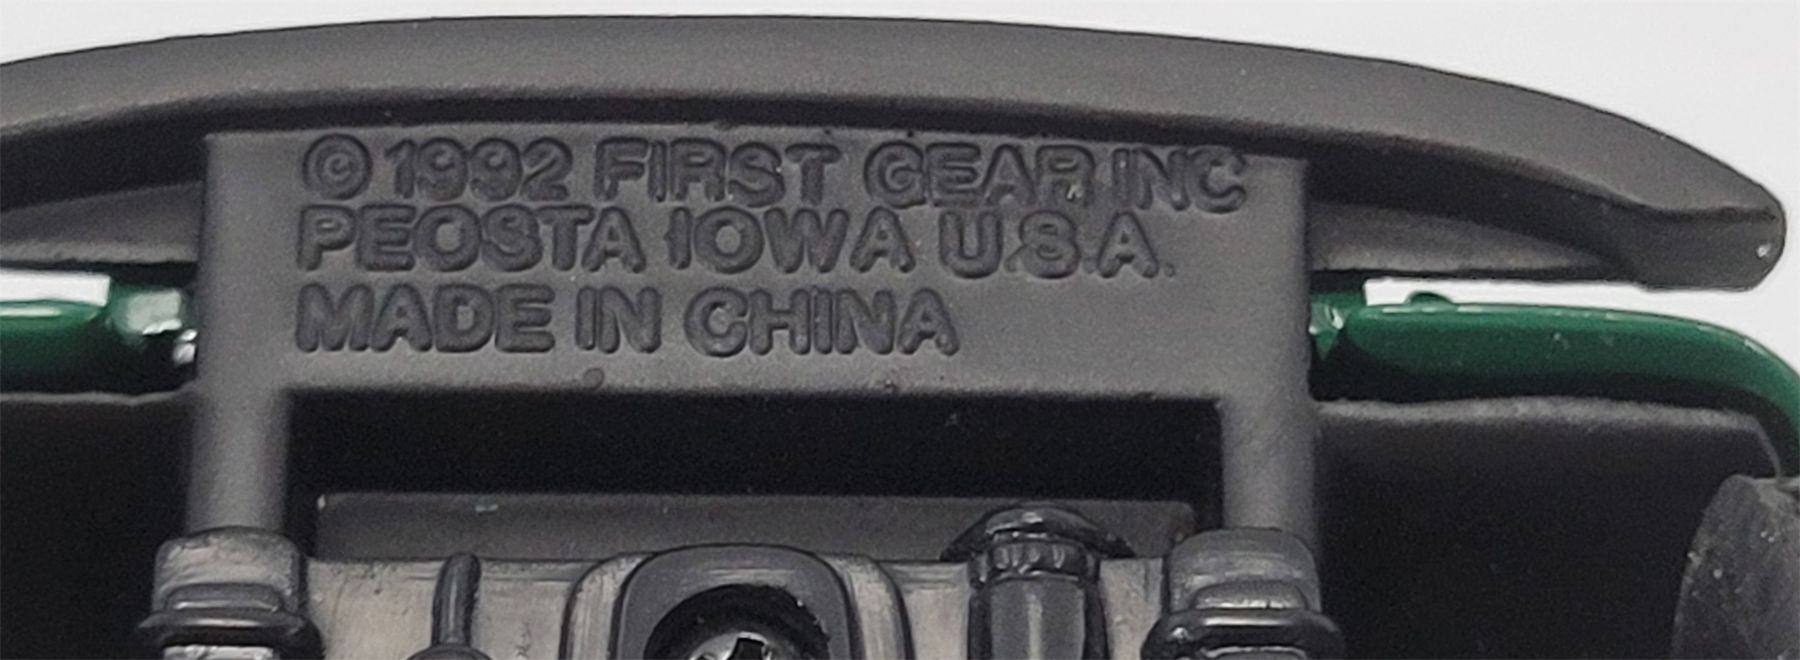 © 1992 FIRST GEAR INC
PEOSTA IOWA U.S.A.
MADE IN CHINA